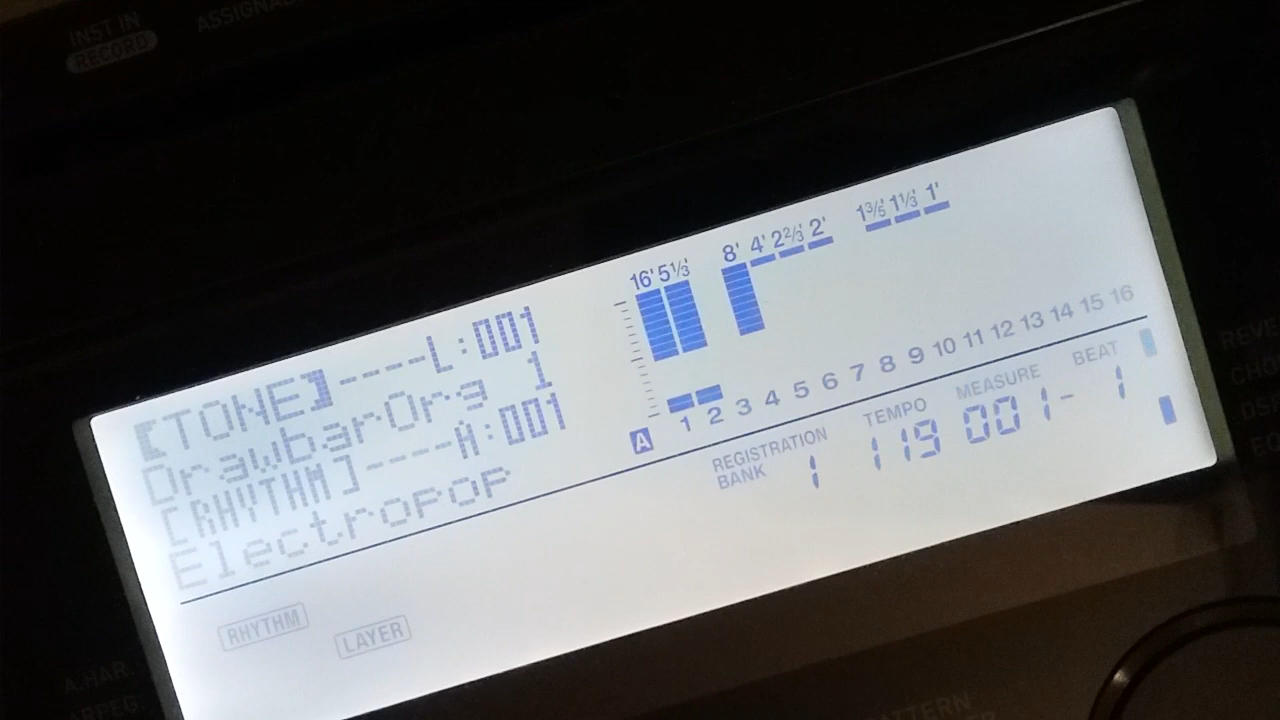 INST IN
RECORD
16' 5⅓' 8' 4' 2⅔' 2' 1⅗' 1⅓' 1'
【TONE】----L:001
DrawbarOrg 1
[RHYTHM]----A:001
Electropop
A 1 2 3 4 5 6 7 8 9 10 11 12 13 14 15 16
REGISTRATION BANK 1
TEMPO 119
MEASURE 001-
BEAT 1
RHYTHM
LAYER
A.HAR.
ARPEG.